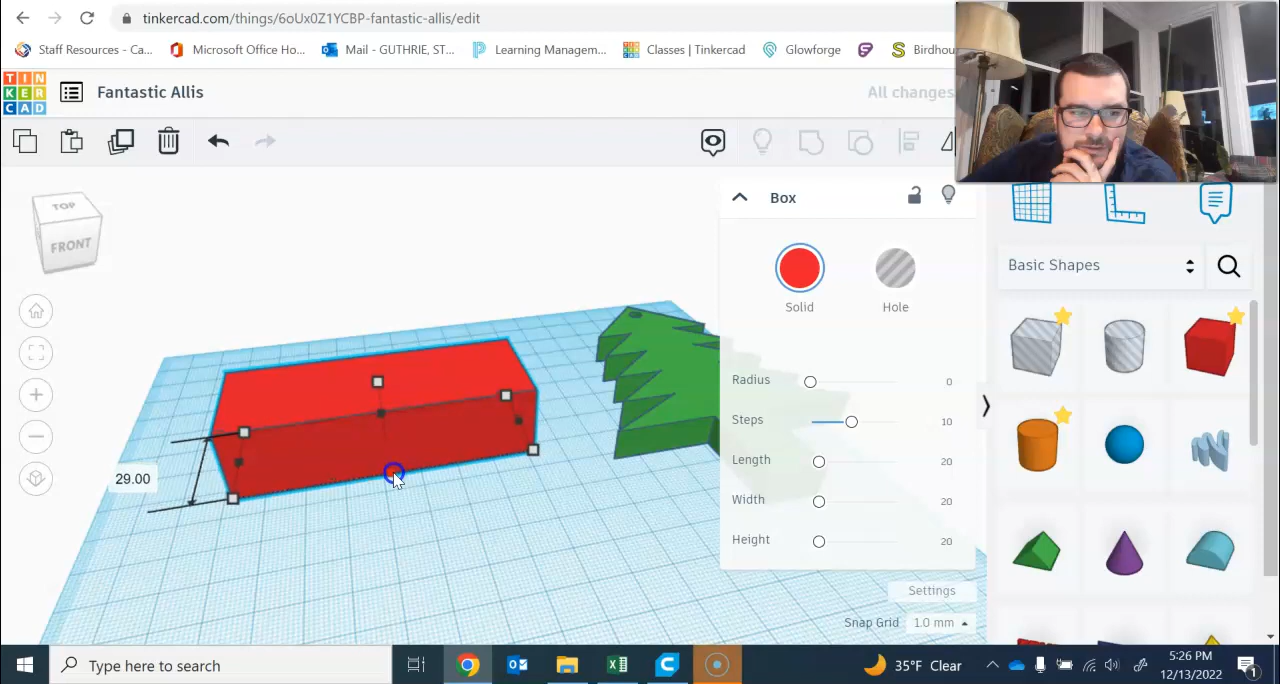 tinkercad.com/things/6oUx0Z1YCBP-fantastic-allis/edit
Staff Resources - Ca...
Microsoft Office Ho...
Mail - GUTHRIE, ST...
Learning Managem...
Classes | Tinkercad
Glowforge
Birdhou
TIN
KER
CAD
Fantastic Allis
All changes
TOP
FRONT
Box
Solid
Hole
Radius 0
Steps 10
Length 20
Width 20
Height 20
Settings
Snap Grid 1.0 mm
29.00
Basic Shapes
Type here to search
35°F Clear
5:26 PM
12/13/2022
1